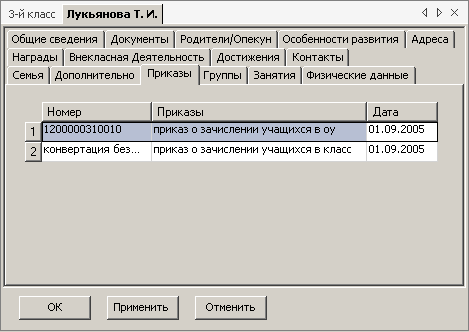 3-й класс Лукьянова Т. И.
Общие сведения Документы Родители/Опекун Особенности развития Адреса
Награды Внеклассная Деятельность Достижения Контакты
Семья Дополнительно Приказы Группы Занятия Физические данные
Номер Приказы Дата
1 1200000310010 приказ о зачислении учащихся в оу 01.09.2005
2 конвертация без... приказ о зачислении учащихся в класс 01.09.2005
ОК Применить Отменить